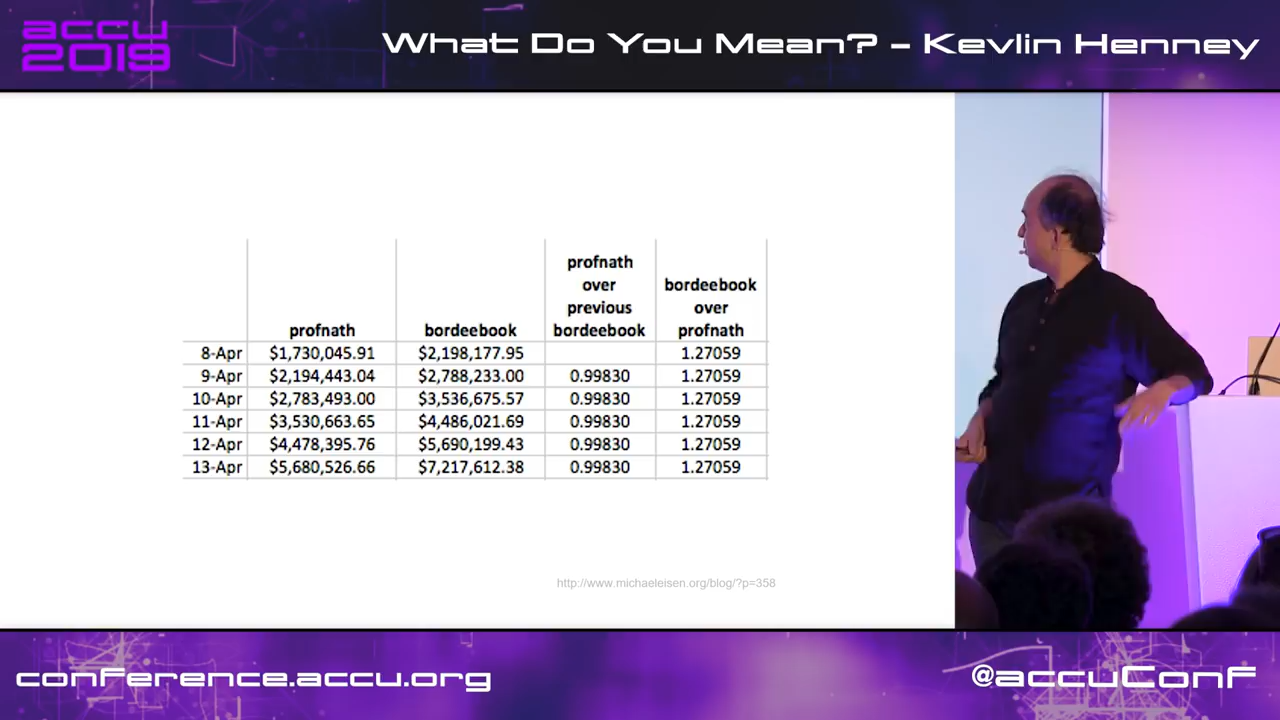 accu
2019
What Do You Mean? – Kevlin Henney
profnath
over
previous
bordeebook
bordeebook
over
profnath
profnath bordeebook
8-Apr $1,730,045.91 $2,198,177.95 1.27059
9-Apr $2,194,443.04 $2,788,233.00 0.99830 1.27059
10-Apr $2,783,493.00 $3,536,675.57 0.99830 1.27059
11-Apr $3,530,663.65 $4,486,021.69 0.99830 1.27059
12-Apr $4,478,395.76 $5,690,199.43 0.99830 1.27059
13-Apr $5,680,526.66 $7,217,612.38 0.99830 1.27059
http://www.michaeleisen.org/blog/?p=358
conference.accu.org
@accuConf